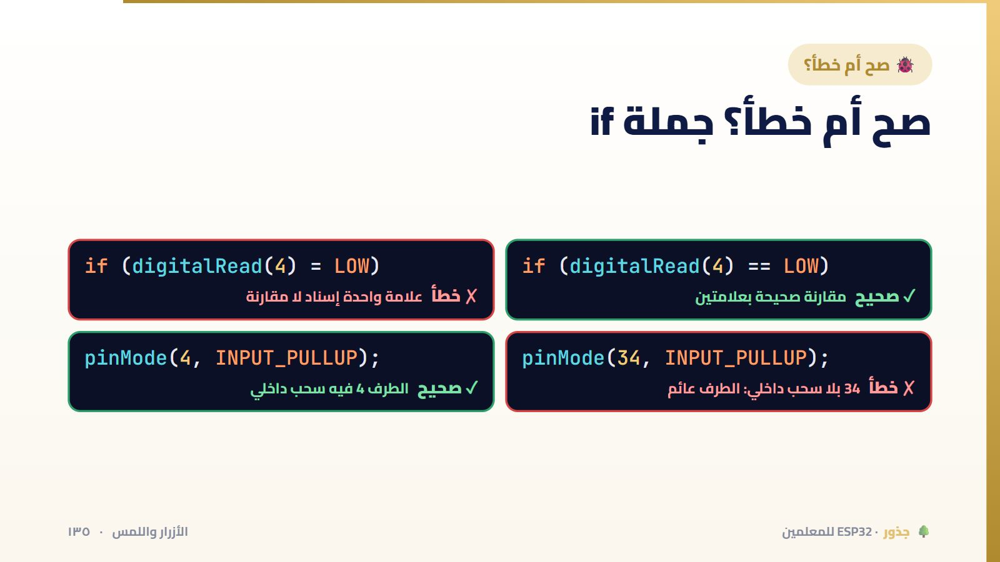 🐞 صح أم خطأ؟
صح أم خطأ؟ جملة if
if (digitalRead(4) == LOW)
✓ صحيح مقارنة صحيحة بعلامتين
if (digitalRead(4) = LOW)
✗ خطأ علامة واحدة إسناد لا مقارنة
pinMode(34, INPUT_PULLUP);
✗ خطأ 34 بلا سحب داخلي: الطرف عائم
pinMode(4, INPUT_PULLUP);
✓ صحيح الطرف 4 فيه سحب داخلي
🌳 جذور · ESP32 للمعلمين
الأزرار واللمس · ١٣٥